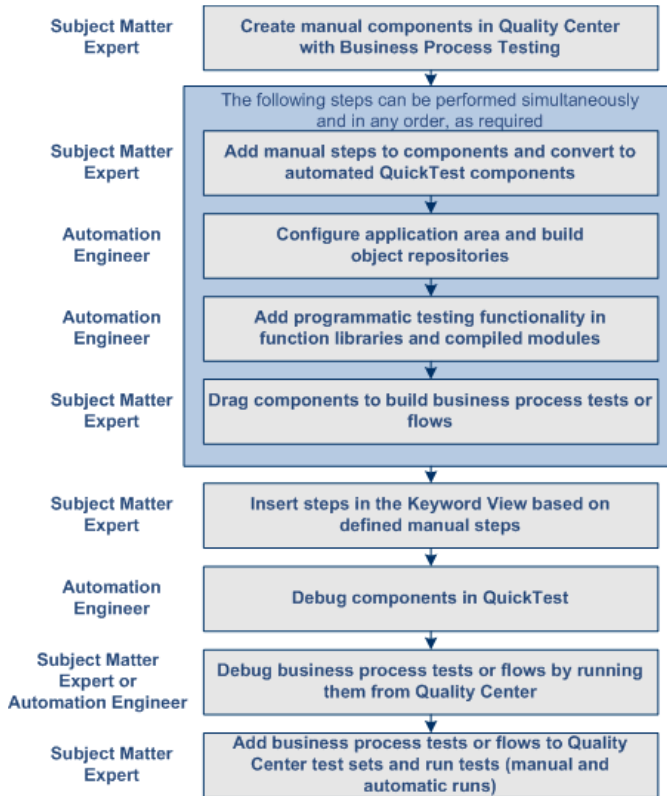 Subject Matter
Expert
Create manual components in Quality Center
with Business Process Testing
The following steps can be performed simultaneously
and in any order, as required
Subject Matter
Expert
Add manual steps to components and convert to
automated QuickTest components
Automation
Engineer
Configure application area and build
object repositories
Automation
Engineer
Add programmatic testing functionality in
function libraries and compiled modules
Subject Matter
Expert
Drag components to build business process tests or
flows
Subject Matter
Expert
Insert steps in the Keyword View based on
defined manual steps
Automation
Engineer
Debug components in QuickTest
Subject Matter
Expert or
Automation Engineer
Debug business process tests or flows by running
them from Quality Center
Subject Matter
Expert
Add business process tests or flows to Quality
Center test sets and run tests (manual and
automatic runs)